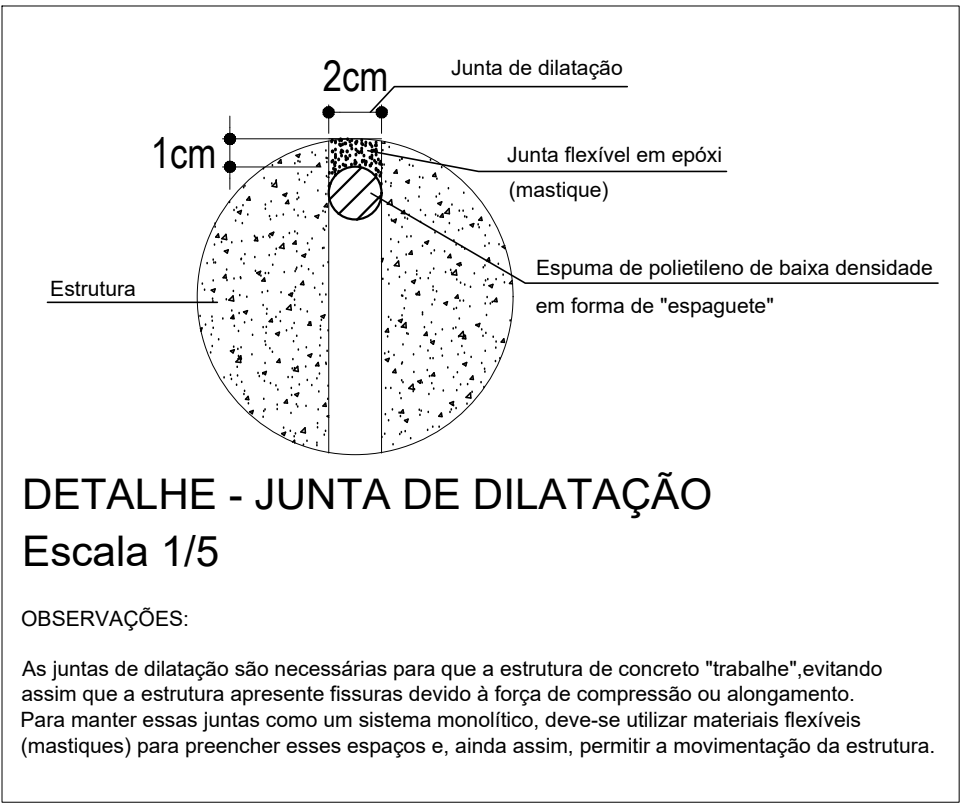 2cm
Junta de dilatação
1cm
Junta flexível em epóxi
(mastique)
Espuma de polietileno de baixa densidade
em forma de "espaguete"
Estrutura
DETALHE - JUNTA DE DILATAÇÃO
Escala 1/5
OBSERVAÇÕES:
As juntas de dilatação são necessárias para que a estrutura de concreto "trabalhe",evitando
assim que a estrutura apresente fissuras devido à força de compressão ou alongamento.
Para manter essas juntas como um sistema monolítico, deve-se utilizar materiais flexíveis
(mastiques) para preencher esses espaços e, ainda assim, permitir a movimentação da estrutura.